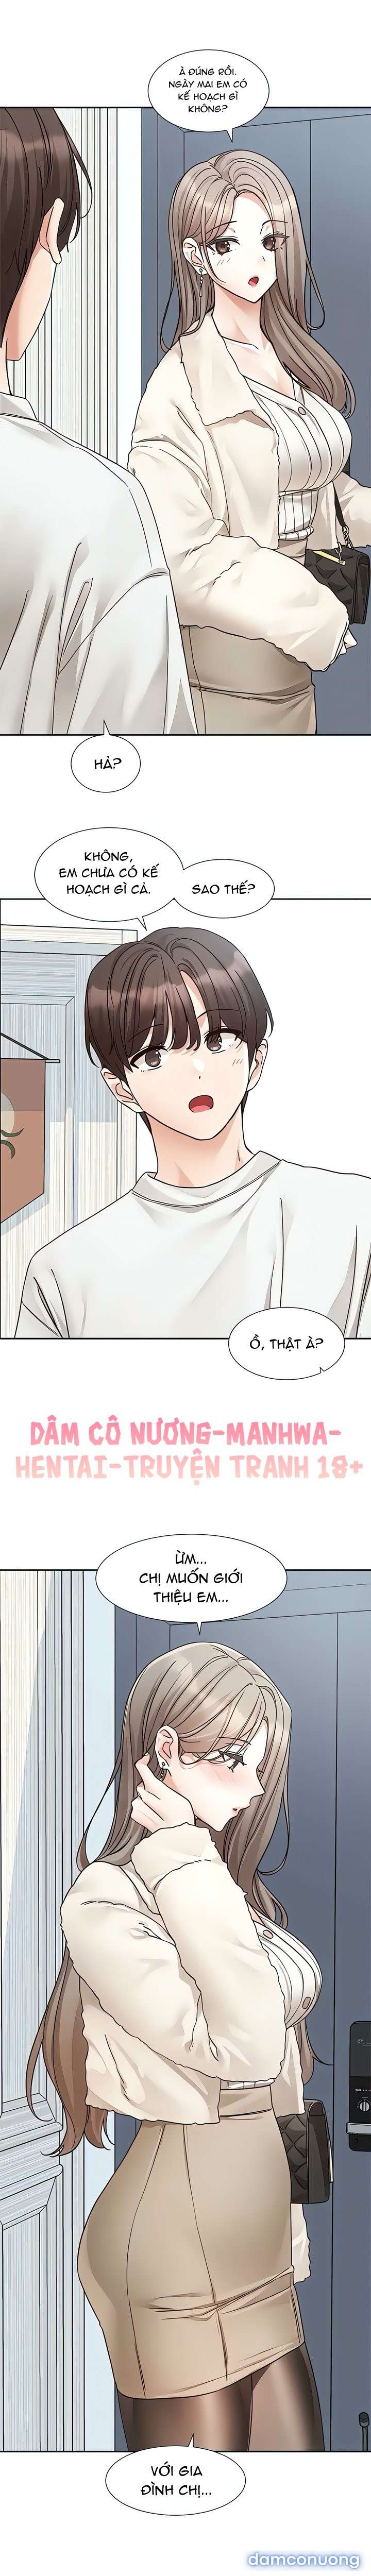 À ĐÚNG RỒI.
NGÀY MAI EM CÓ
KẾ HOẠCH GÌ
KHÔNG?
HẢ?
KHÔNG,
EM CHƯA CÓ KẾ
HOẠCH GÌ CẢ.
SAO THẾ?
Ồ, THẬT À?
DÂM CÔ NƯƠNG-MANHWA-
HENTAI-TRUYỆN TRANH 18+
ỪM...
CHỊ MUỐN GIỚI
THIỆU EM...
VỚI GIA
ĐÌNH CHỊ...
damconuong